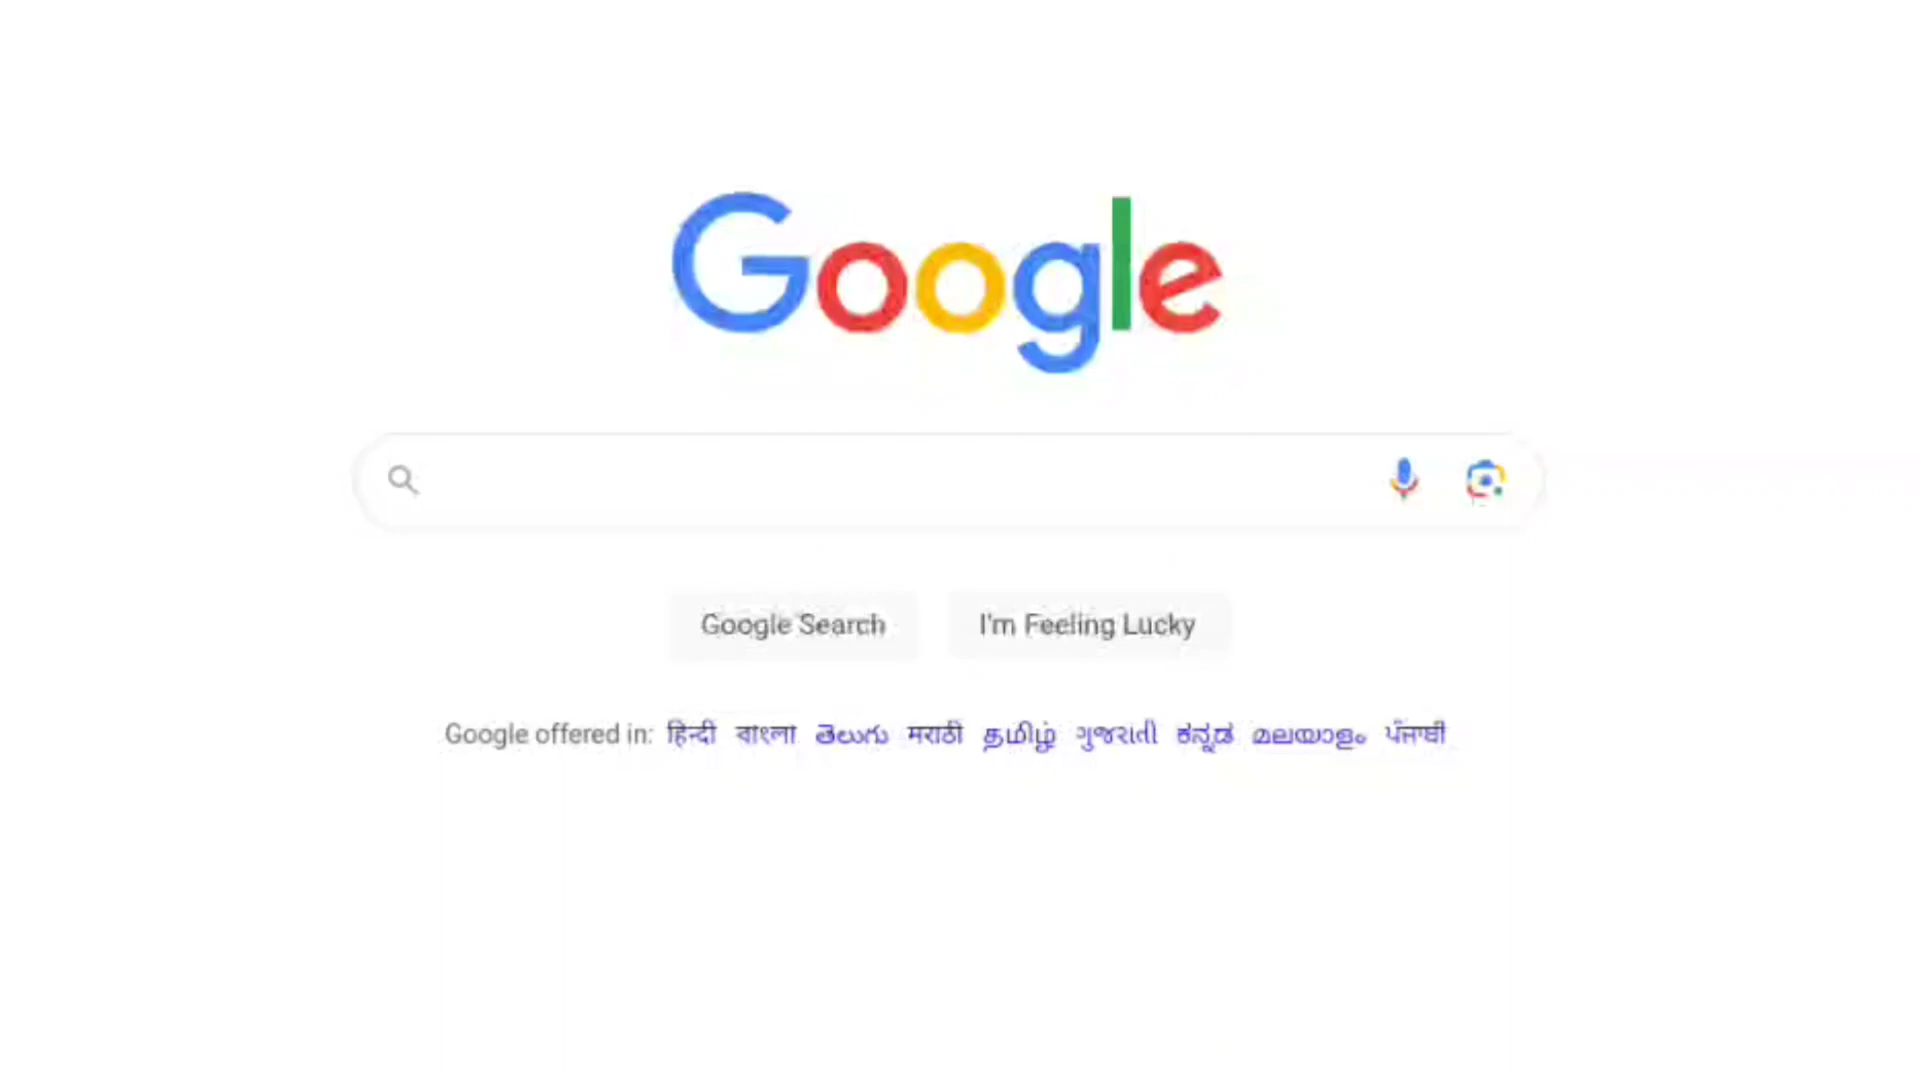 Google
Google Search
I'm Feeling Lucky
Google offered in: हिन्दी বাংলা తెలుగు मराठी தமிழ் ગુજરાતી ಕನ್ನಡ മലയാളം ਪੰਜਾਬੀ